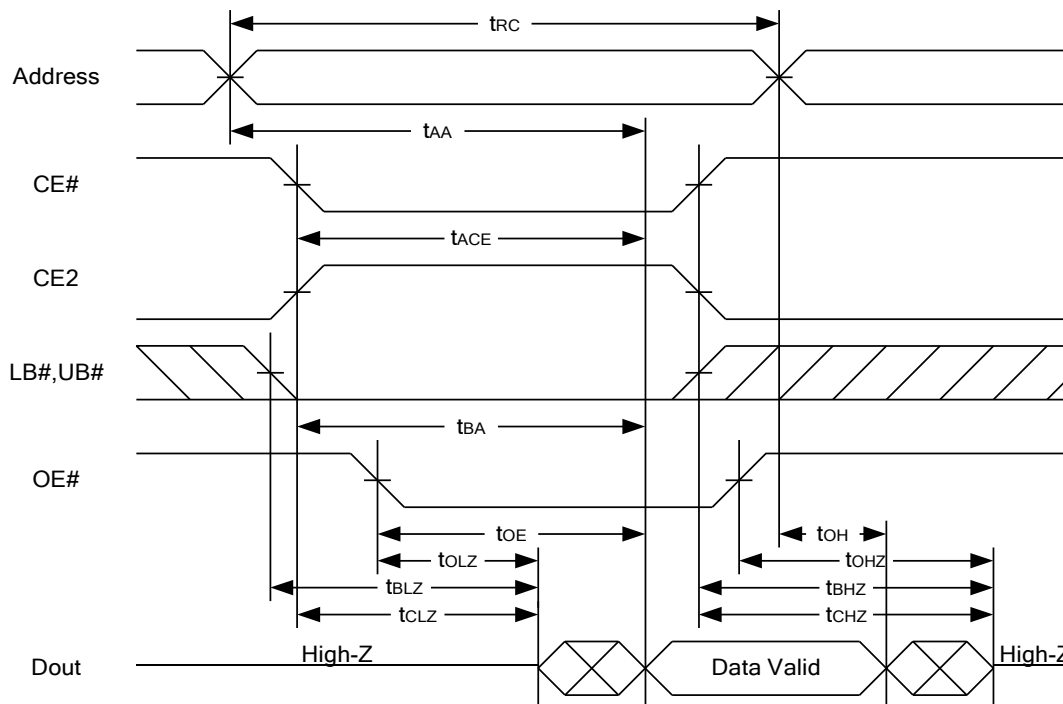 tRC
Address
tAA
CE#
tACE
CE2
LB#,UB#
tBA
OE#
tOE
tOH
tOLZ
tOHZ
tBLZ
tBHZ
tCLZ
tCHZ
High-Z
Dout
Data Valid
High-Z